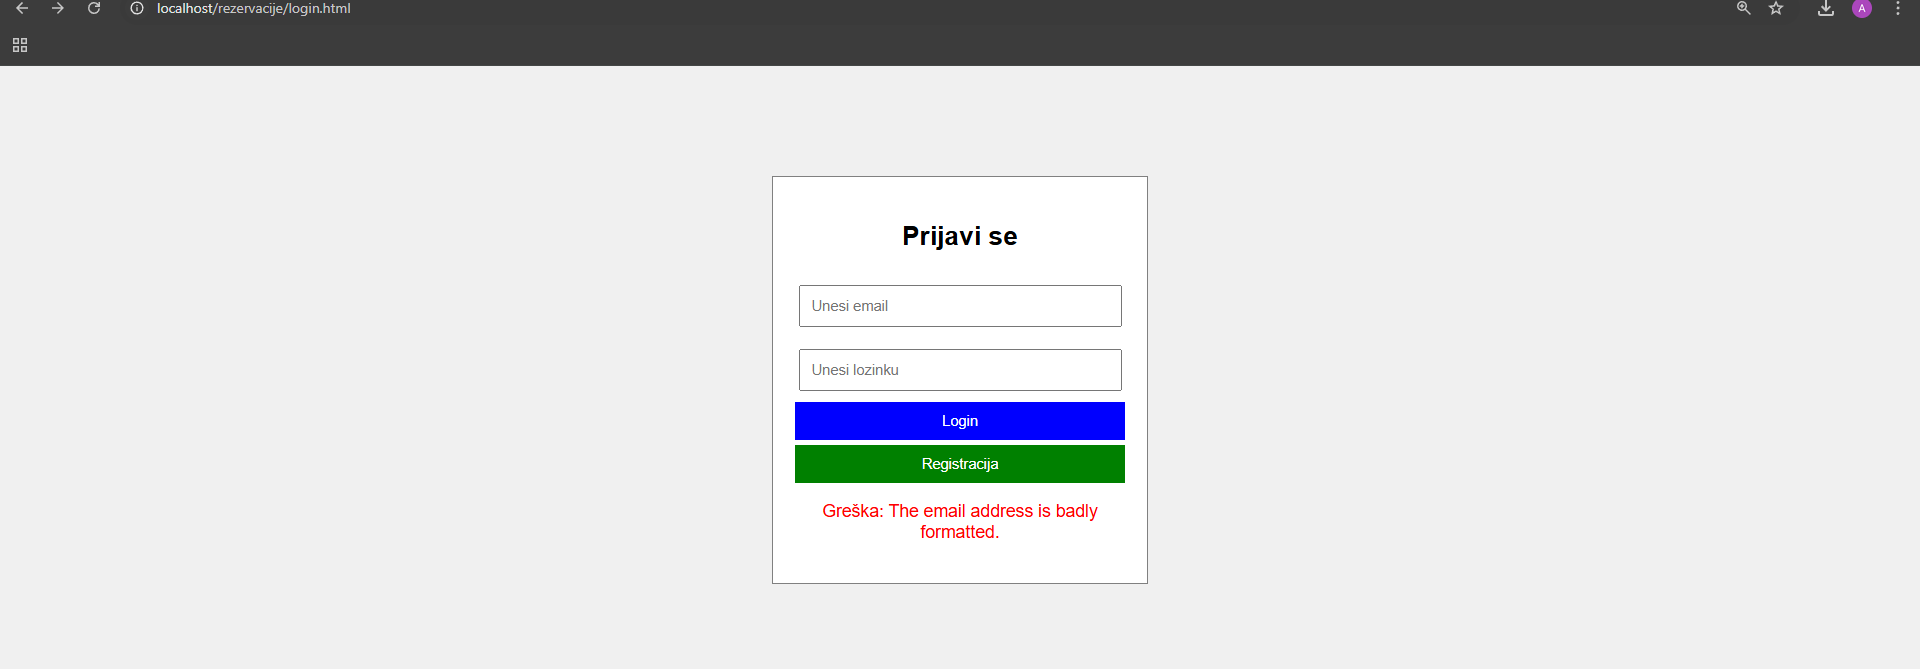 localhost/rezervacije/login.html
A
Prijavi se
Unesi email
Unesi lozinku
Login
Registracija
Greška: The email address is badly
formatted.